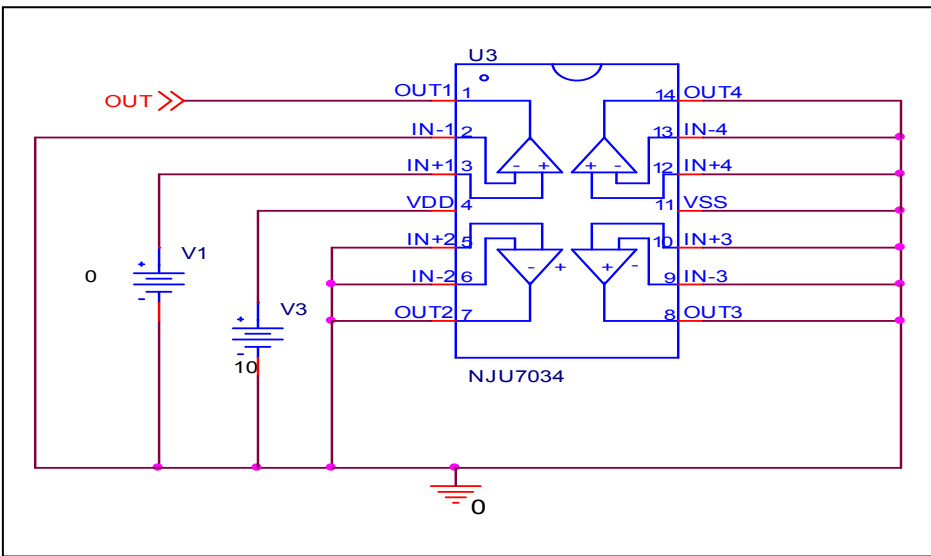 U3
OUT
OUT1 1
14 OUT4
IN-1 2
13 IN-4
IN+1 3
12 IN+4
- +
+ -
VDD 4
11 VSS
IN+2 5
10 IN+3
- +
+ -
IN-2 6
9 IN-3
OUT2 7
8 OUT3
+
V1
0
-
+
V3
-
10
NJU7034
0